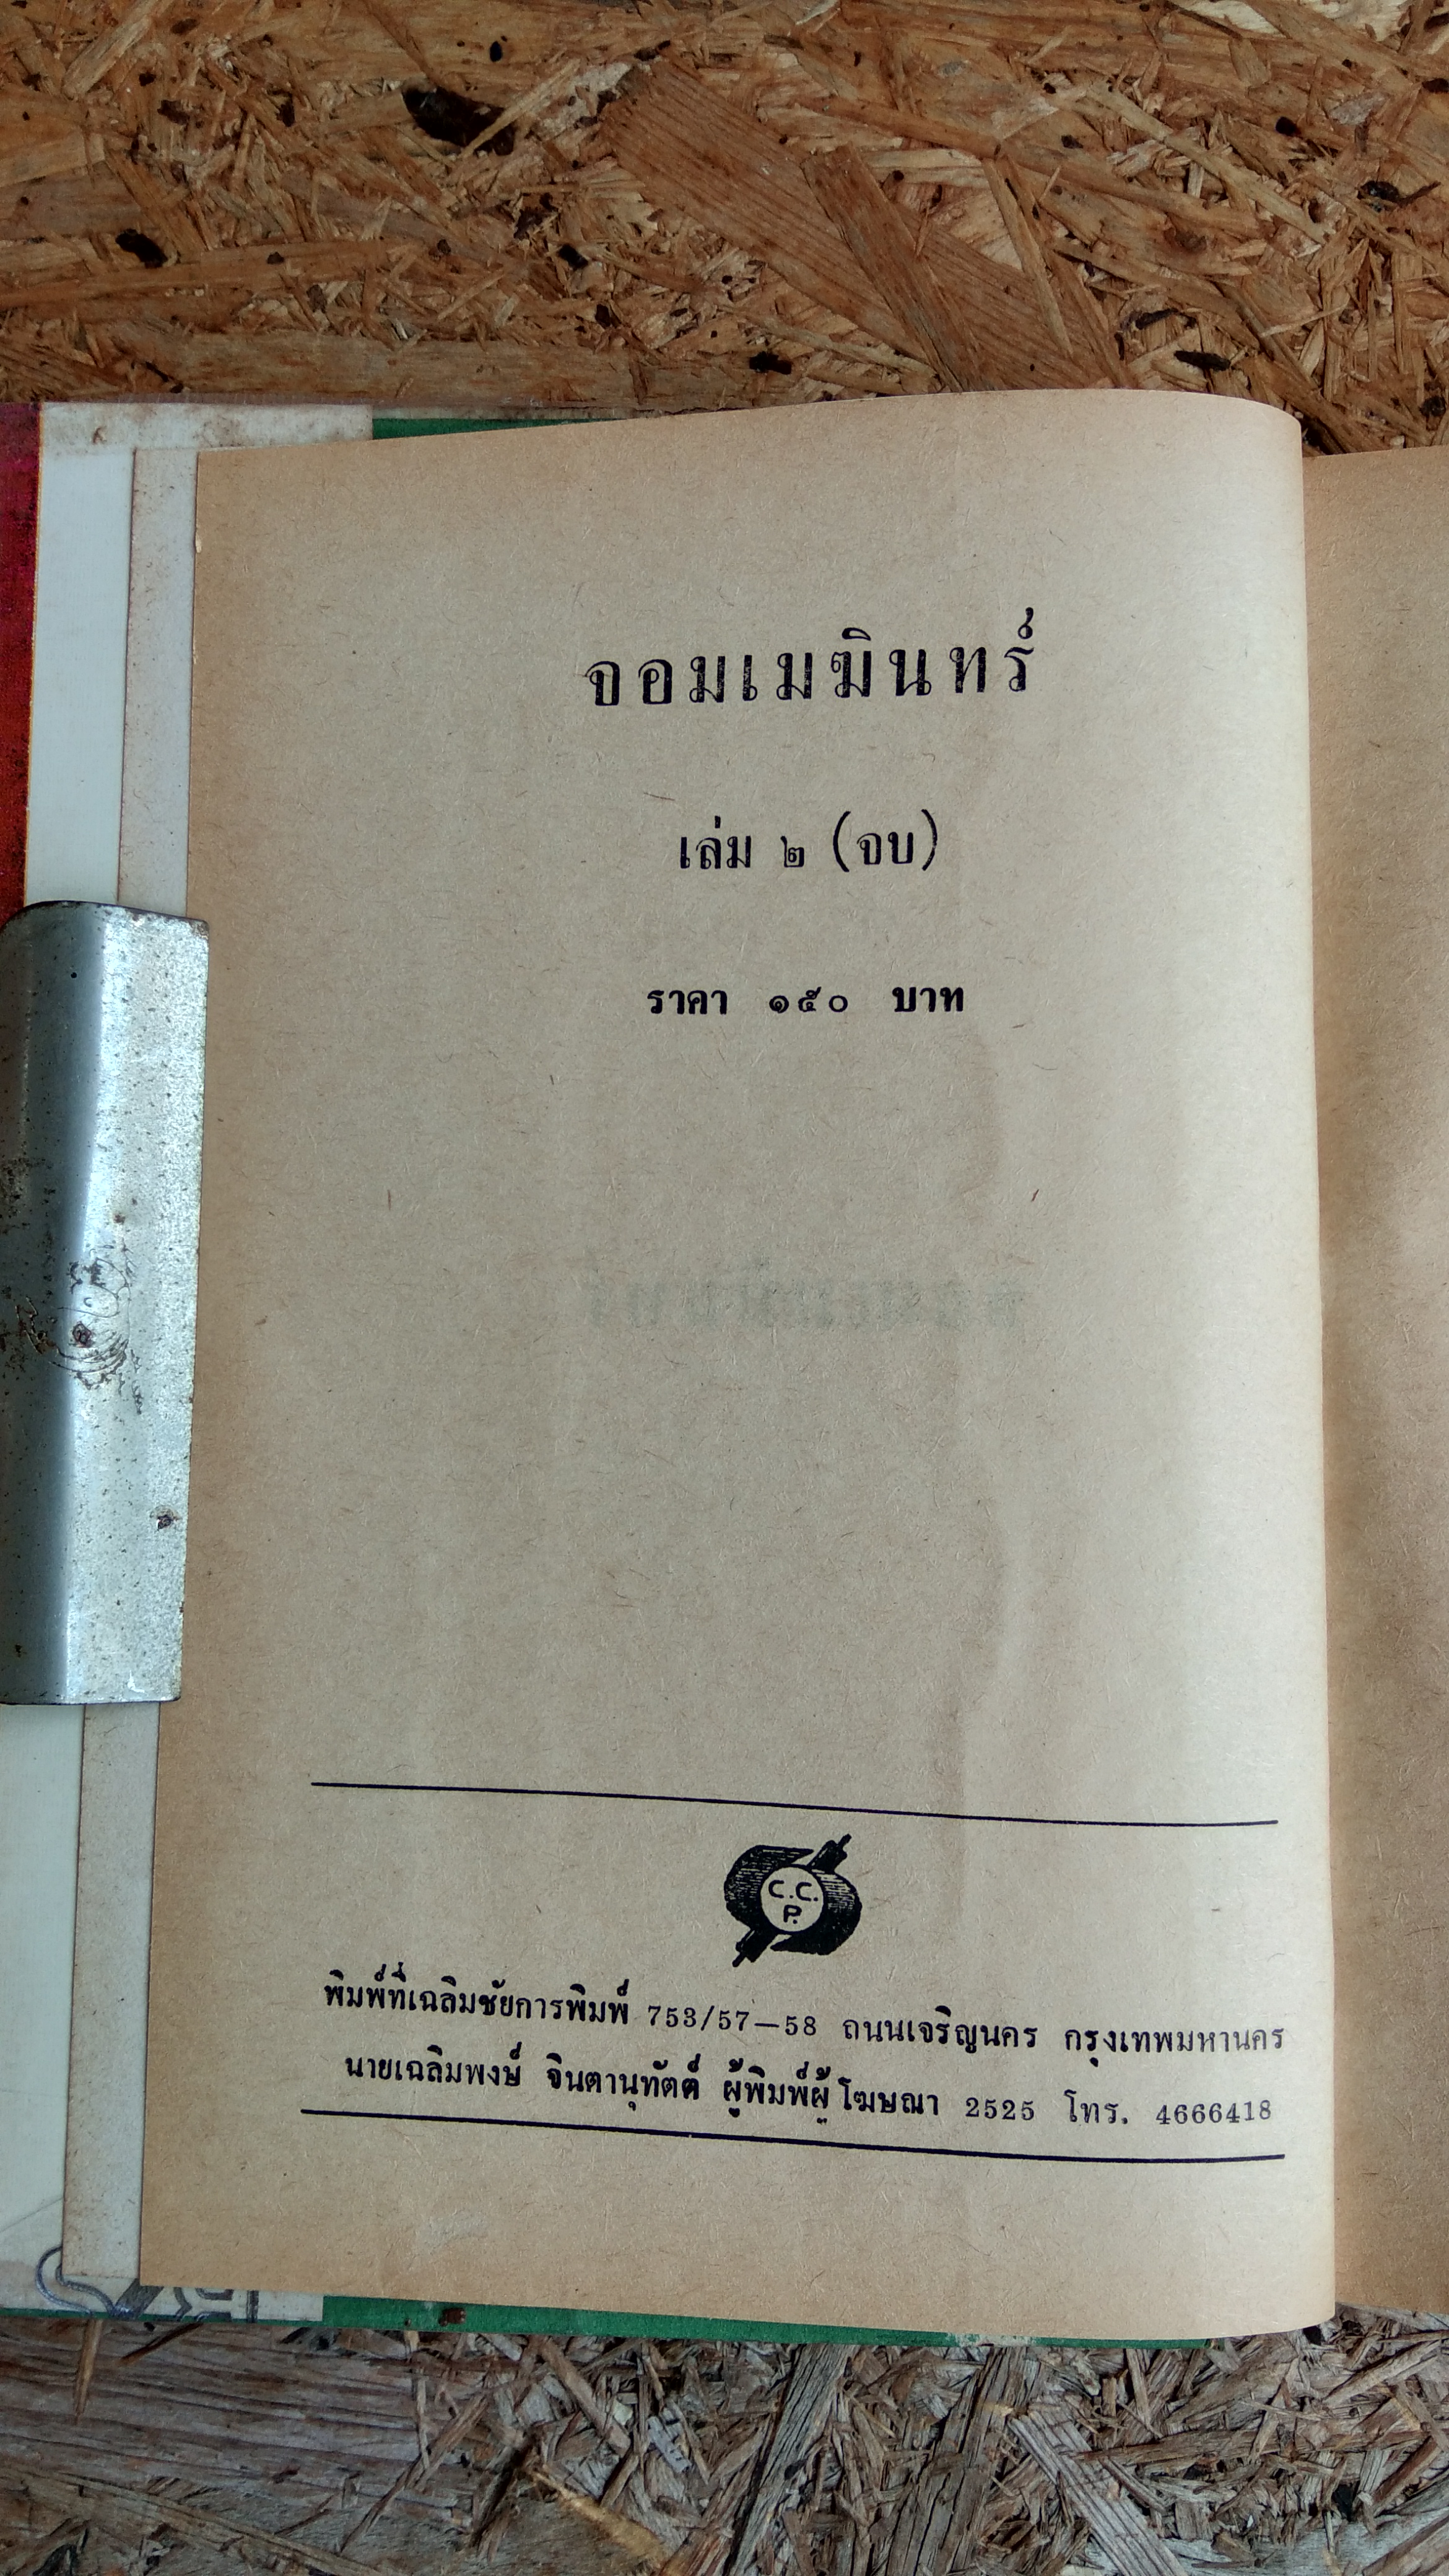 จอมเมฆินทร์
เล่ม ๒ (จบ)
ราคา ๑๕๐ บาท
C.C.
P.
พิมพ์ที่เฉลิมชัยการพิมพ์ 753/57—58 ถนนเจริญนคร กรุงเทพมหานคร
นายเฉลิมพงษ์ จินตานุทัตต์ ผู้พิมพ์ผู้โฆษณา 2525 โทร. 4666418